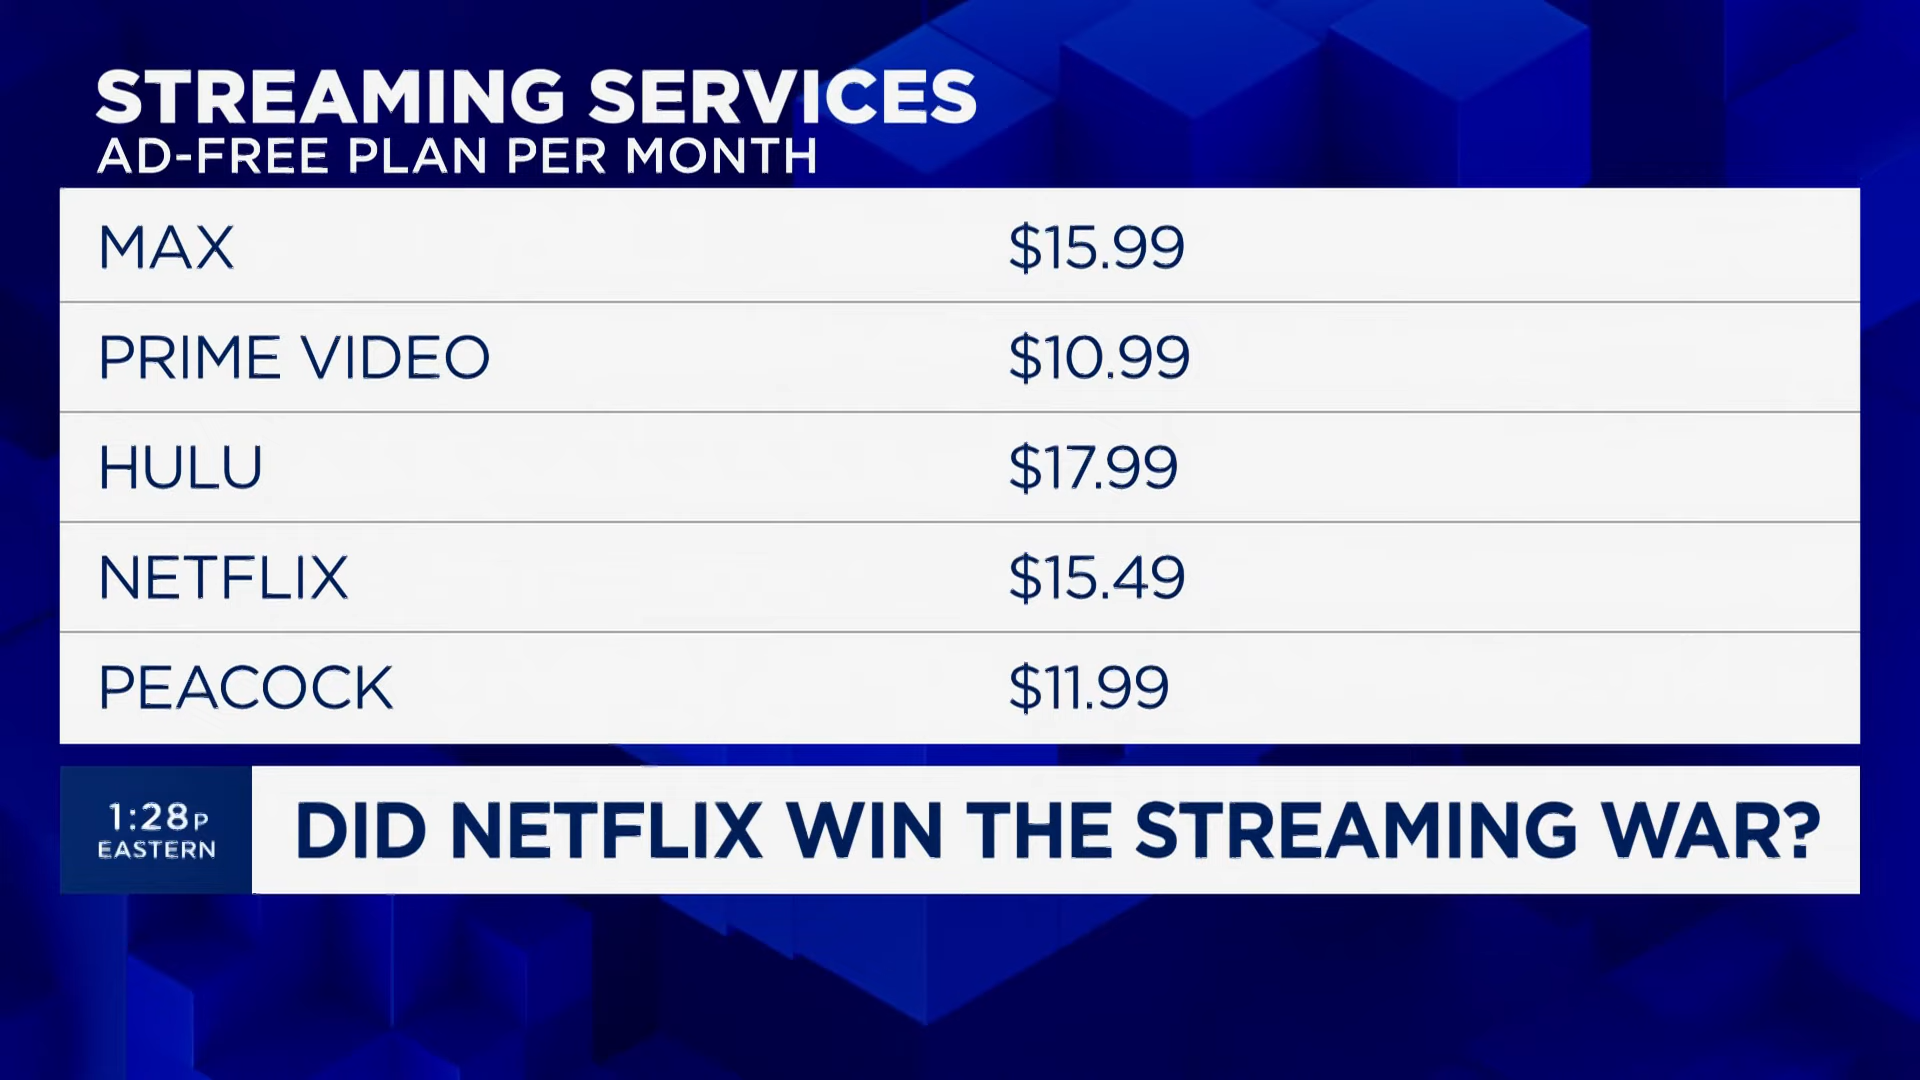 STREAMING SERVICES
AD-FREE PLAN PER MONTH
MAX $15.99
PRIME VIDEO $10.99
HULU $17.99
NETFLIX $15.49
PEACOCK $11.99
1:28P
EASTERN
DID NETFLIX WIN THE STREAMING WAR?